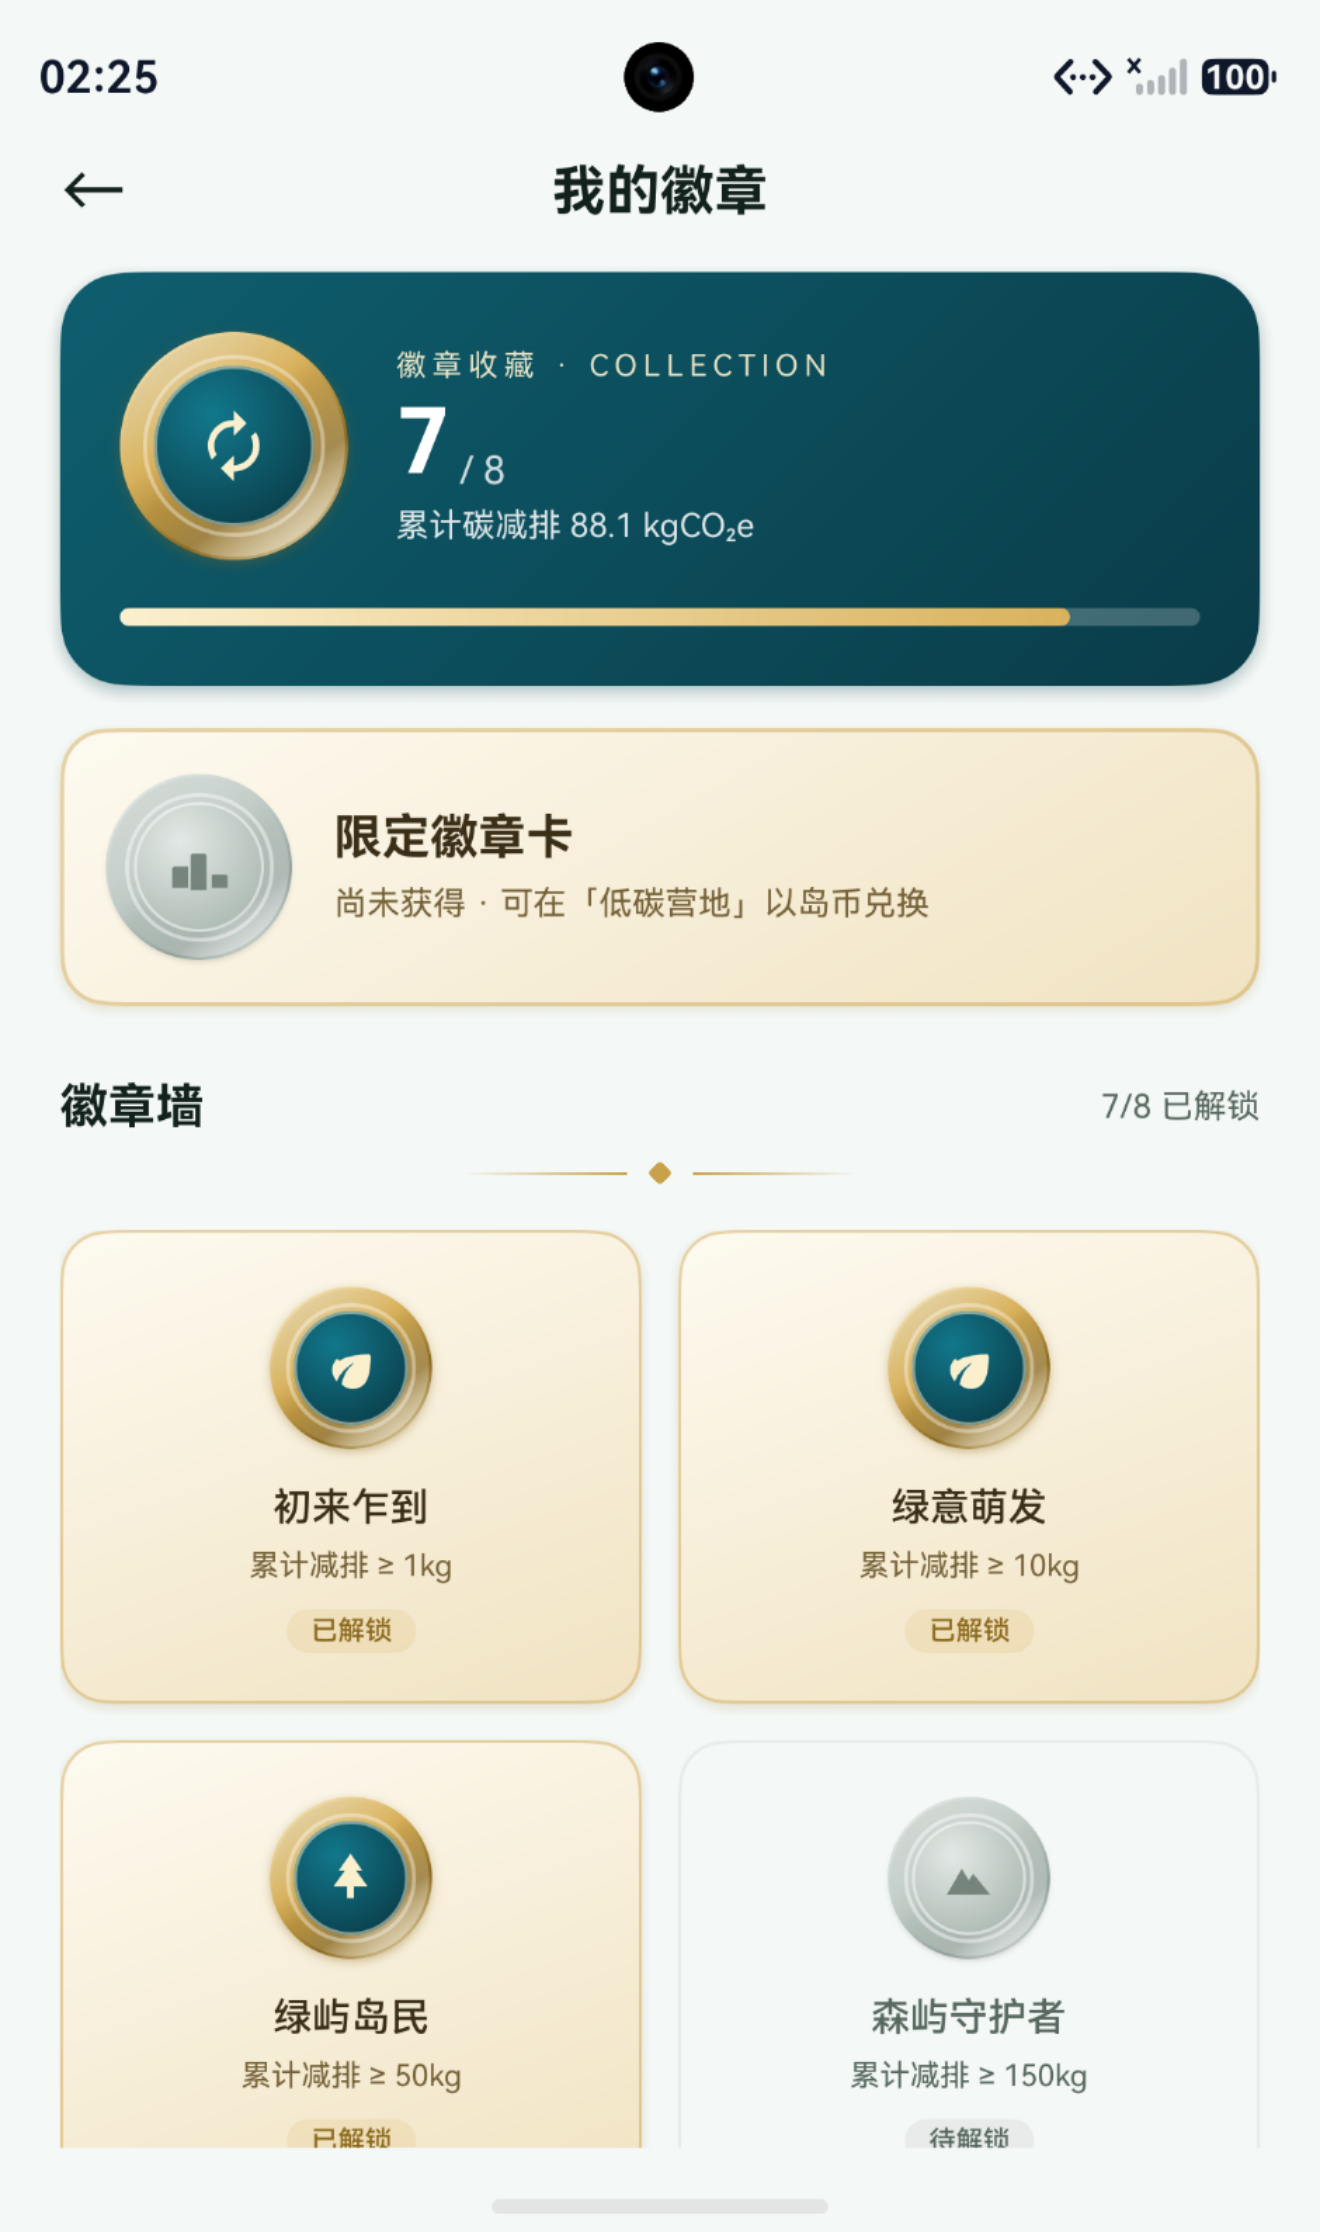 02:25
100
我的徽章
徽章收藏 · COLLECTION
7 / 8
累计碳减排 88.1 kgCO₂e
限定徽章卡
尚未获得 · 可在「低碳营地」以岛币兑换
徽章墙
7/8 已解锁
初来乍到
累计减排 ≥ 1kg
已解锁
绿意萌发
累计减排 ≥ 10kg
已解锁
绿屿岛民
累计减排 ≥ 50kg
已解锁
森屿守护者
累计减排 ≥ 150kg
待解锁